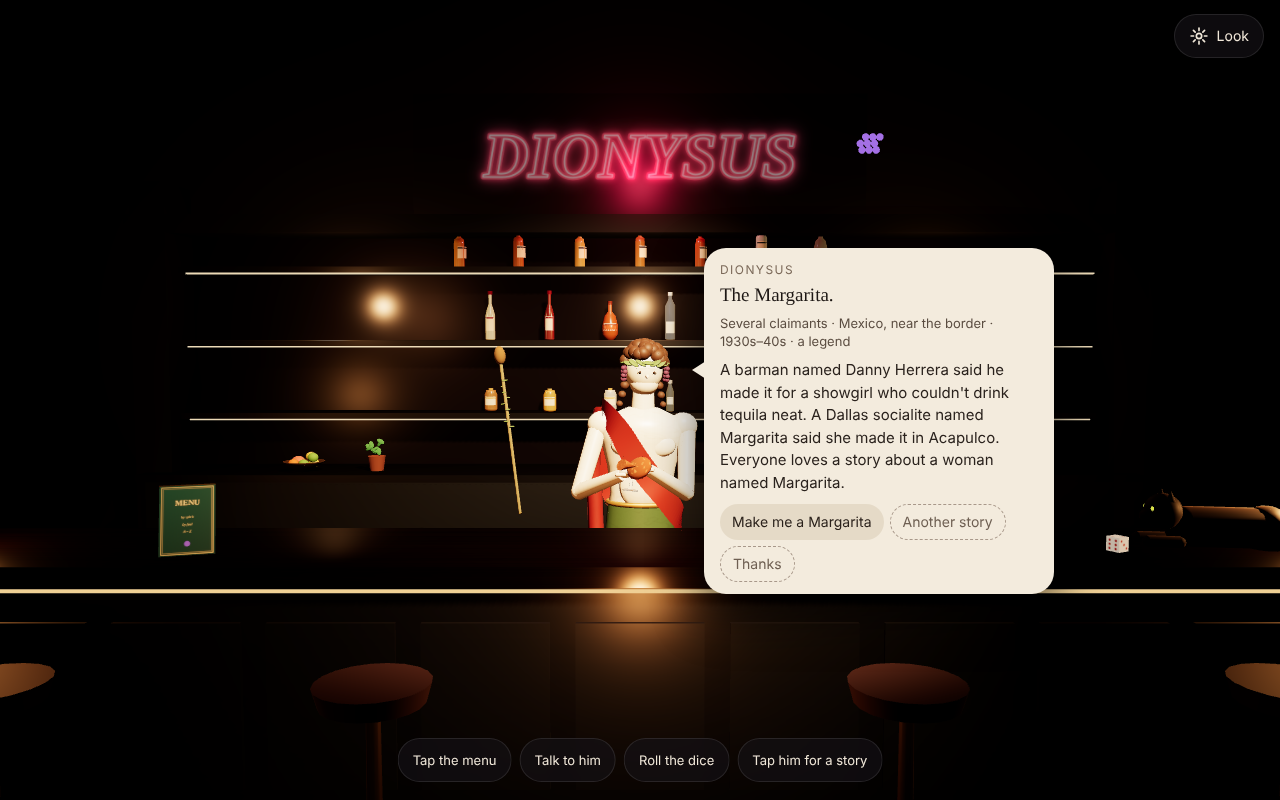 Look
DIONYSUS
DIONYSUS
The Margarita.
Several claimants · Mexico, near the border ·
1930s–40s · a legend
A barman named Danny Herrera said he
made it for a showgirl who couldn't drink
tequila neat. A Dallas socialite named
Margarita said she made it in Acapulco.
Everyone loves a story about a woman
named Margarita.
Make me a Margarita
Another story
Thanks
MENU
Tap the menu
Talk to him
Roll the dice
Tap him for a story